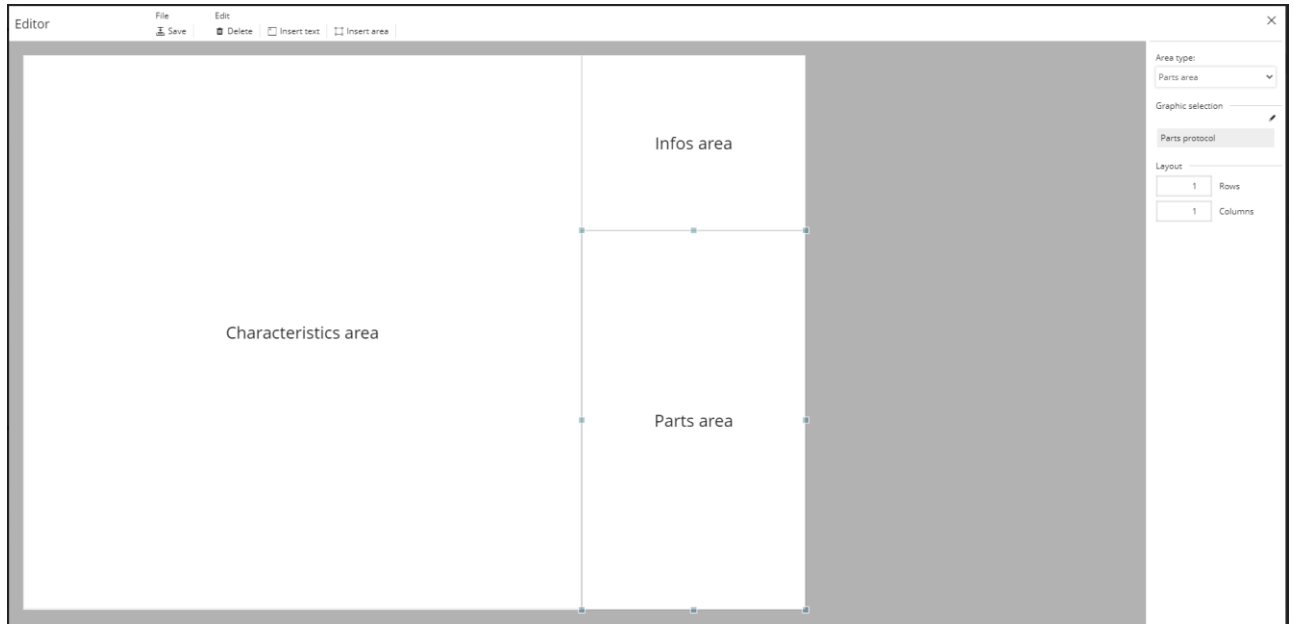 Editor
File
Edit
Save
Delete
Insert text
Insert area
Infos area
Characteristics area
Parts area
Area type:
Parts area
Graphic selection
Parts protocol
Layout
1 Rows
1 Columns